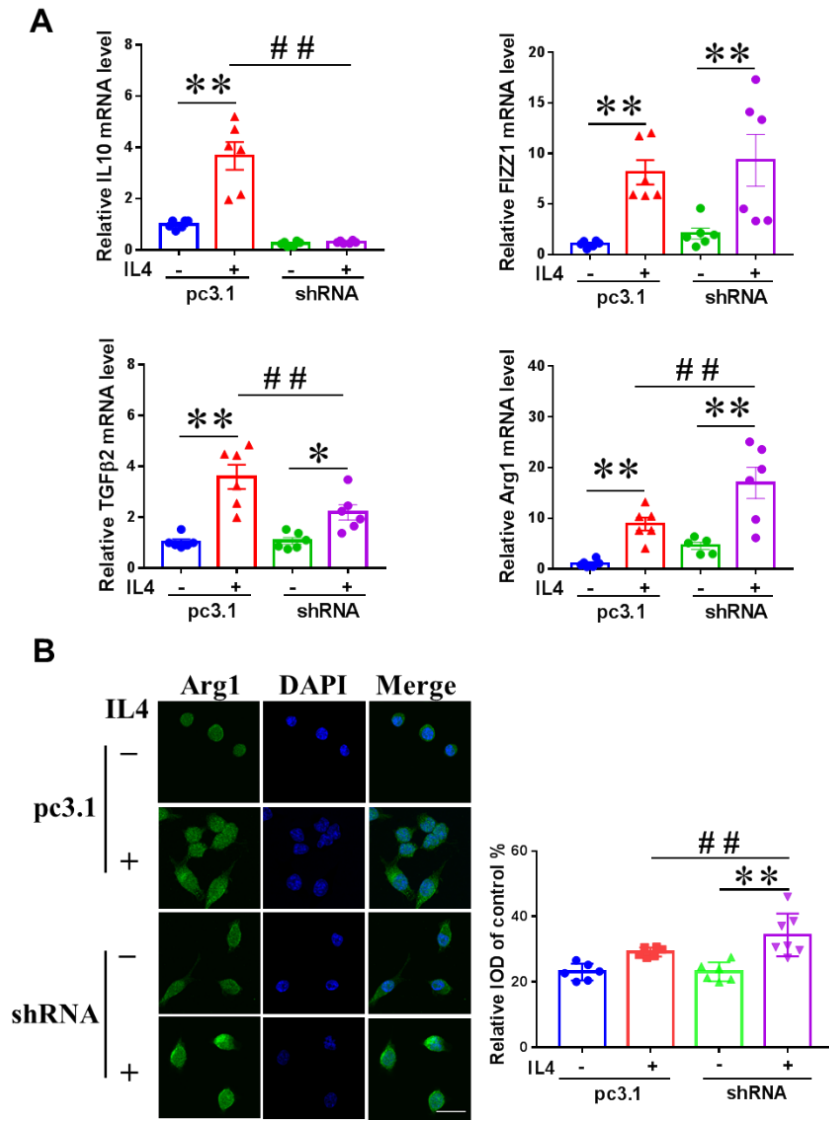 A
Relative IL10 mRNA level
8
6
4
2
0
**
##
IL4
- + - +
pc3.1 shRNA
Relative FIZZ1 mRNA level
20
15
10
5
0
**
**
- + - +
pc3.1 shRNA
Relative TGFβ2 mRNA level
8
6
4
2
0
**
##
*
IL4 - + - +
pc3.1 shRNA
Relative Arg1 mRNA level
40
30
20
10
0
**
##
**
IL4 - + - +
pc3.1 shRNA
B
Arg1 DAPI Merge
IL4
−
pc3.1
+
−
shRNA
+
Relative IOD of control %
60
40
20
0
##
**
IL4 - + - +
pc3.1 shRNA